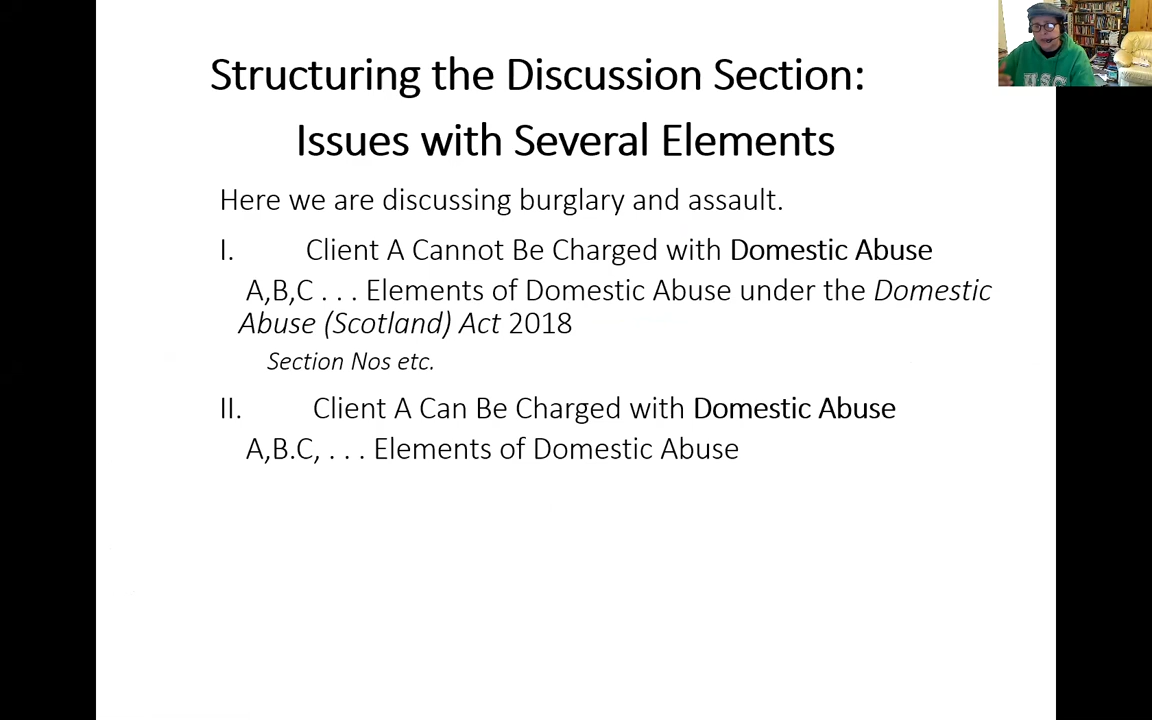 Structuring the Discussion Section:
Issues with Several Elements
Here we are discussing burglary and assault.
I. Client A Cannot Be Charged with Domestic Abuse
A,B,C . . . Elements of Domestic Abuse under the Domestic
Abuse (Scotland) Act 2018
Section Nos etc.
II. Client A Can Be Charged with Domestic Abuse
A,B.C, . . . Elements of Domestic Abuse